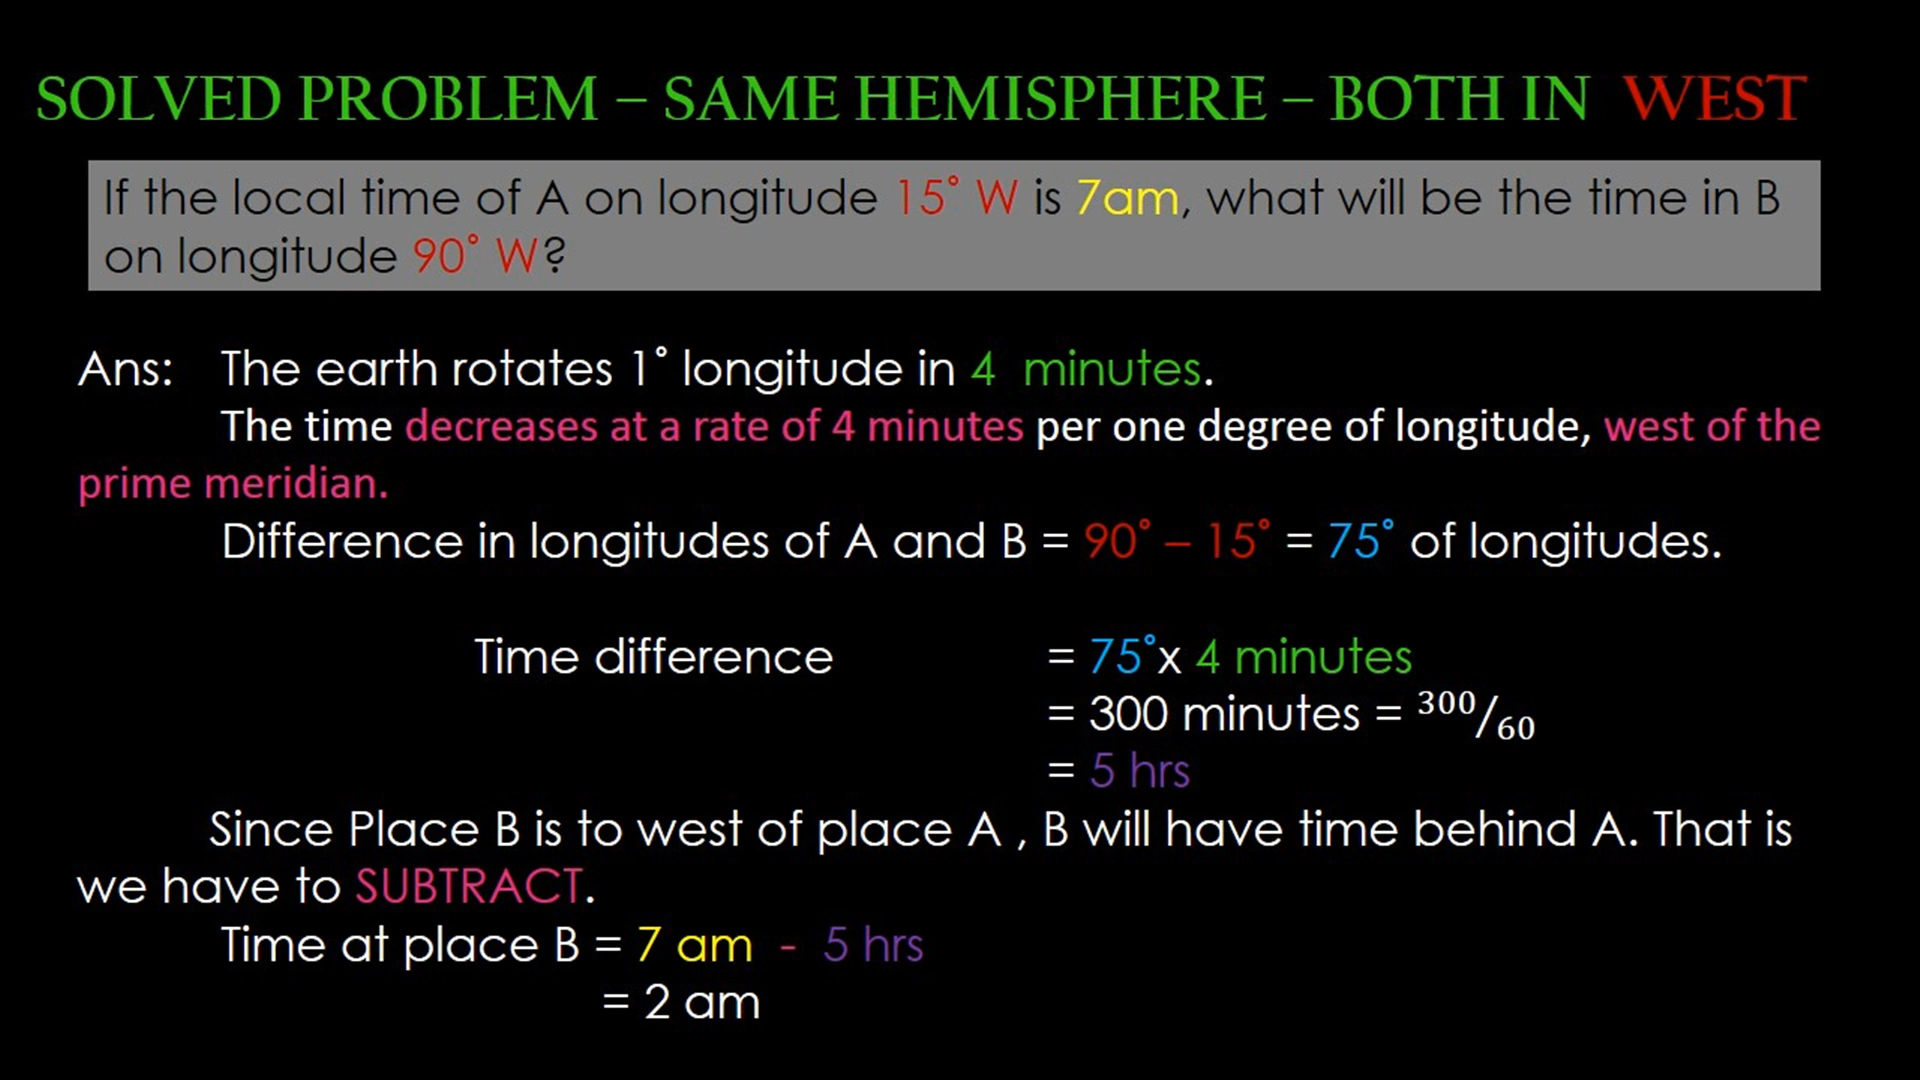 SOLVED PROBLEM – SAME HEMISPHERE – BOTH IN WEST
If the local time of A on longitude 15˚ W is 7am, what will be the time in B
on longitude 90˚ W?
Ans: The earth rotates 1˚ longitude in 4 minutes.
The time decreases at a rate of 4 minutes per one degree of longitude, west of the
prime meridian.
Difference in longitudes of A and B = 90˚ – 15˚ = 75˚ of longitudes.
Time difference = 75˚x 4 minutes
= 300 minutes = 300/60
= 5 hrs
Since Place B is to west of place A , B will have time behind A. That is
we have to SUBTRACT.
Time at place B = 7 am - 5 hrs
= 2 am